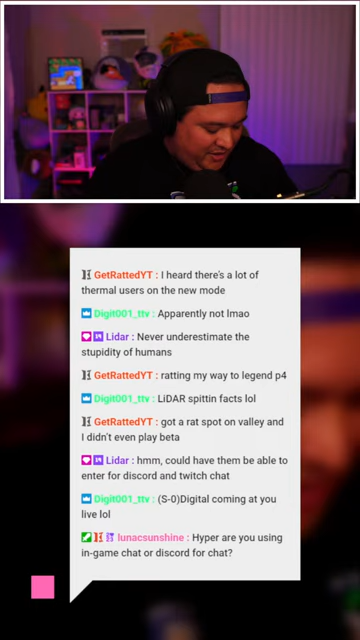 GetRattedYT : I heard there's a lot of
thermal users on the new mode
Digit001_ttv : Apparently not lmao
Lidar : Never underestimate the
stupidity of humans
GetRattedYT : ratting my way to legend p4
Digit001_ttv : LiDAR spittin facts lol
GetRattedYT : got a rat spot on valley and
I didn't even play beta
Lidar : hmm, could have them be able to
enter for discord and twitch chat
Digit001_ttv : (S-0)Digital coming at you
live lol
lunacsunshine : Hyper are you using
in-game chat or discord for chat?